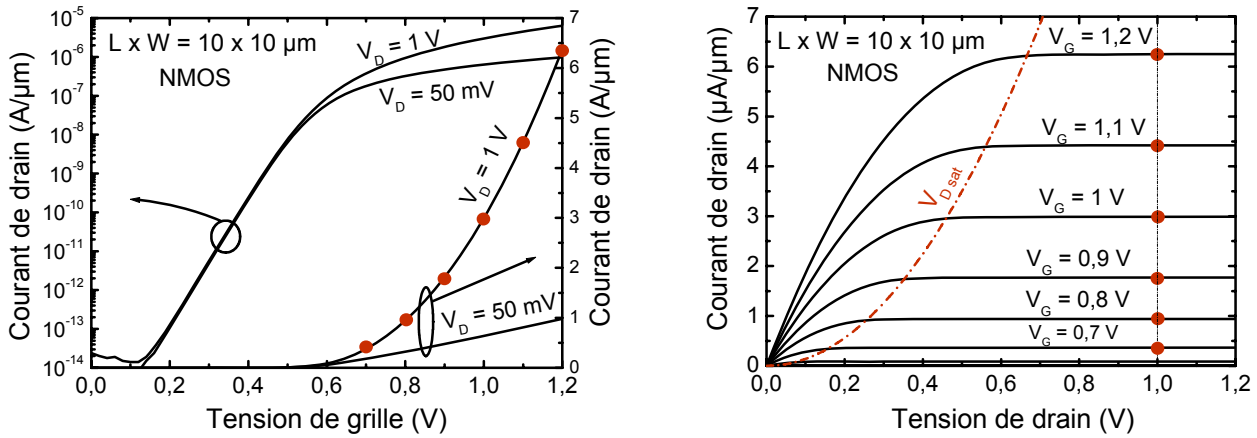 L x W = 10 x 10 µm
NMOS
V_D = 1 V
V_D = 50 mV
V_D = 1 V
V_D = 50 mV
Courant de drain (A/µm)
10^-5
10^-6
10^-7
10^-8
10^-9
10^-10
10^-11
10^-12
10^-13
10^-14
Courant de drain (A/µm)
7
6
5
4
3
2
1
0
0,0 0,2 0,4 0,6 0,8 1,0 1,2
Tension de grille (V)
L x W = 10 x 10 µm
NMOS
V_G = 1,2 V
V_G = 1,1 V
V_G = 1 V
V_G = 0,9 V
V_G = 0,8 V
V_G = 0,7 V
V_D sat
Courant de drain (µA/µm)
7
6
5
4
3
2
1
0
0,0 0,2 0,4 0,6 0,8 1,0 1,2
Tension de drain (V)